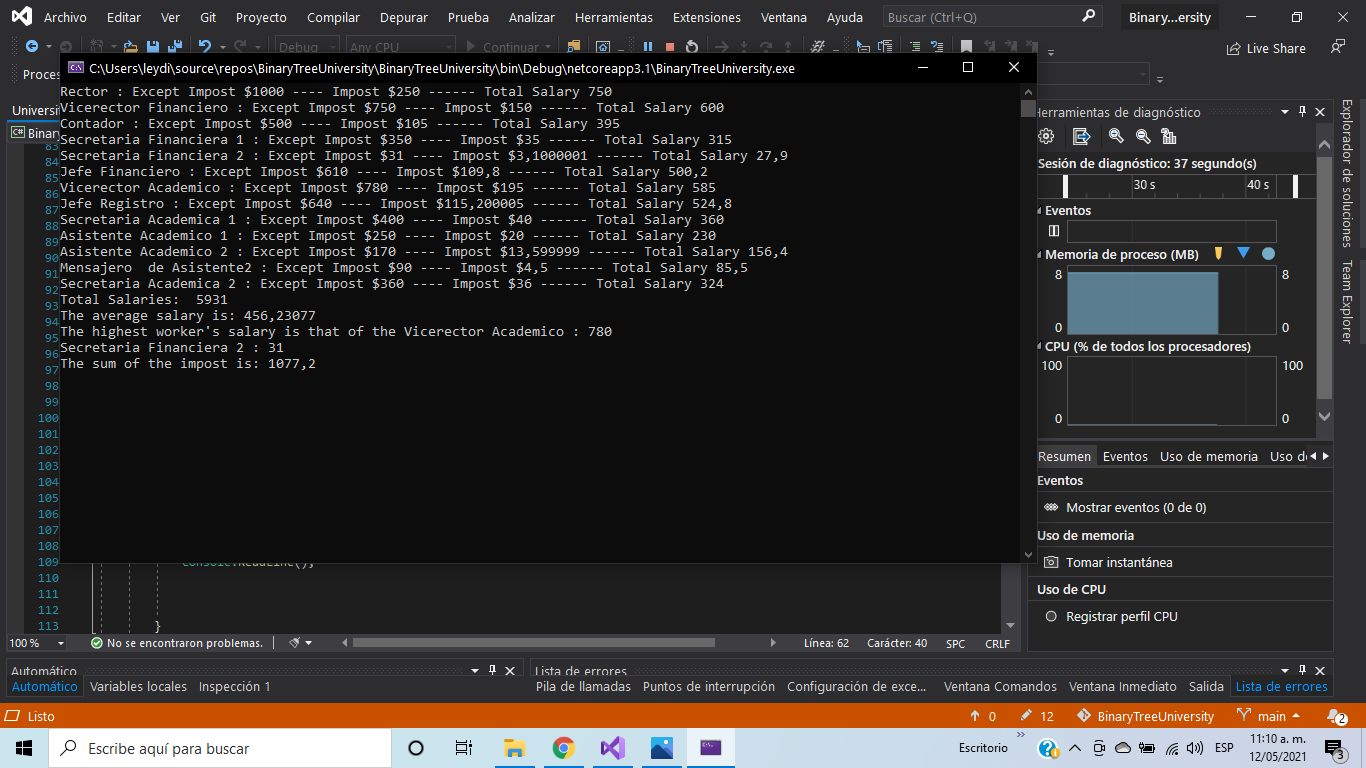 Archivo Editar Ver Git Proyecto Compilar Depurar Prueba Analizar Herramientas Extensiones Ventana Ayuda Buscar (Ctrl+Q) Binary...ersity
Debug Any CPU Continuar Live Share
Proces
C:\Users\leydi\source\repos\BinaryTreeUniversity\BinaryTreeUniversity\bin\Debug\netcoreapp3.1\BinaryTreeUniversity.exe
Universi
C# Binary
Rector : Except Impost $1000 ---- Impost $250 ------ Total Salary 750
Vicerector Financiero : Except Impost $750 ---- Impost $150 ------ Total Salary 600
Contador : Except Impost $500 ---- Impost $105 ------ Total Salary 395
Secretaria Financiera 1 : Except Impost $350 ---- Impost $35 ------ Total Salary 315
Secretaria Financiera 2 : Except Impost $31 ---- Impost $3,1000001 ------ Total Salary 27,9
Jefe Financiero : Except Impost $610 ---- Impost $109,8 ------ Total Salary 500,2
Vicerector Academico : Except Impost $780 ---- Impost $195 ------ Total Salary 585
Jefe Registro : Except Impost $640 ---- Impost $115,200005 ------ Total Salary 524,8
Secretaria Academica 1 : Except Impost $400 ---- Impost $40 ------ Total Salary 360
Asistente Academico 1 : Except Impost $250 ---- Impost $20 ------ Total Salary 230
Asistente Academico 2 : Except Impost $170 ---- Impost $13,599999 ------ Total Salary 156,4
Mensajero  de Asistente2 : Except Impost $90 ---- Impost $4,5 ------ Total Salary 85,5
Secretaria Academica 2 : Except Impost $360 ---- Impost $36 ------ Total Salary 324
Total Salaries:  5931
The average salary is: 456,23077
The highest worker's salary is that of the Vicerector Academico : 780
Secretaria Financiera 2 : 31
The sum of the impost is: 1077,2
83
84
85
86
87
88
89
90
91
92
93
94
95
96
97
98
99
100
101
102
103
104
105
106
107
108
109 Console.ReadLine();
110
111
112
113 }
Herramientas de diagnóstico
Sesión de diagnóstico: 37 segundo(s)
30 s 40 s
Eventos
Memoria de proceso (MB)
8 8
0 0
CPU (% de todos los procesadores)
100 100
0 0
Resumen Eventos Uso de memoria Uso de
Eventos
Mostrar eventos (0 de 0)
Uso de memoria
Tomar instantánea
Uso de CPU
Registrar perfil CPU
Explorador de soluciones
Team Explorer
100 % No se encontraron problemas. Línea: 62 Carácter: 40 SPC CRLF
Automático Lista de errores
Automático Variables locales Inspección 1 Pila de llamadas Puntos de interrupción Configuración de exce... Ventana Comandos Ventana Inmediato Salida Lista de errores
Listo 0 12 BinaryTreeUniversity main 2
Escribe aquí para buscar Escritorio ESP 11:10 a. m.
12/05/2021 3